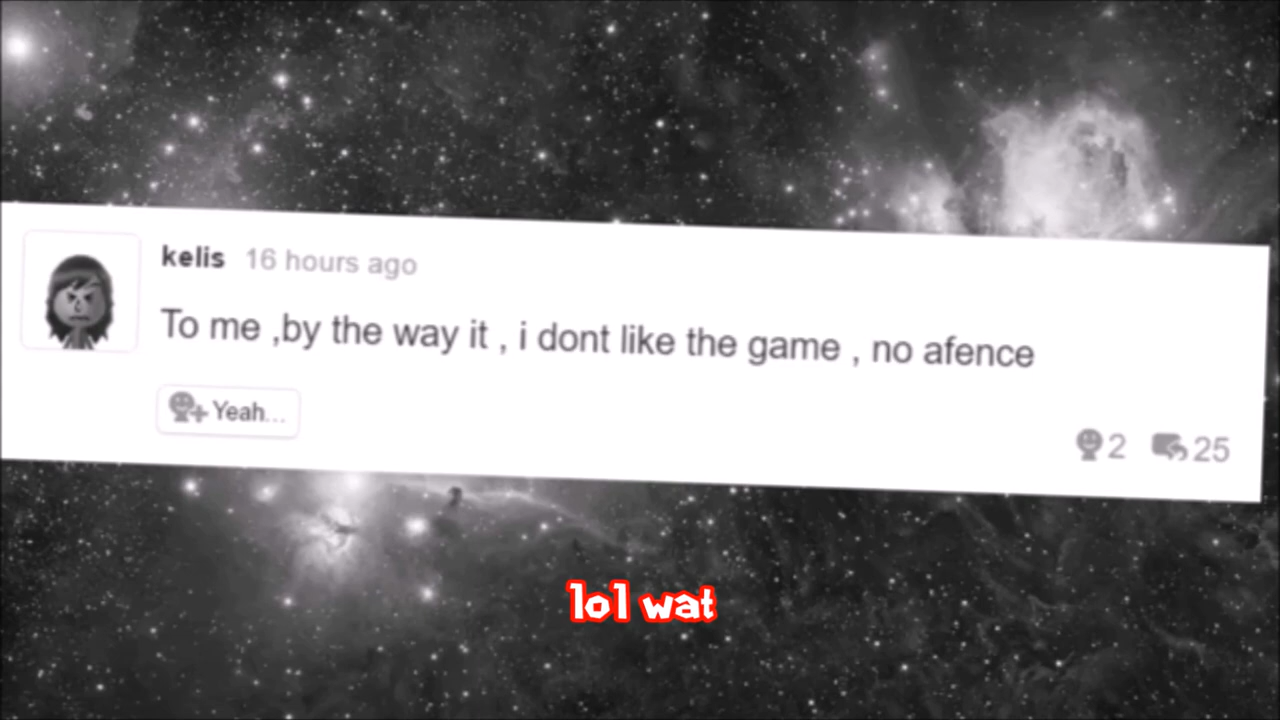 kelis 16 hours ago
To me ,by the way it , i dont like the game , no afence
Yeah...
2 25
lol wat